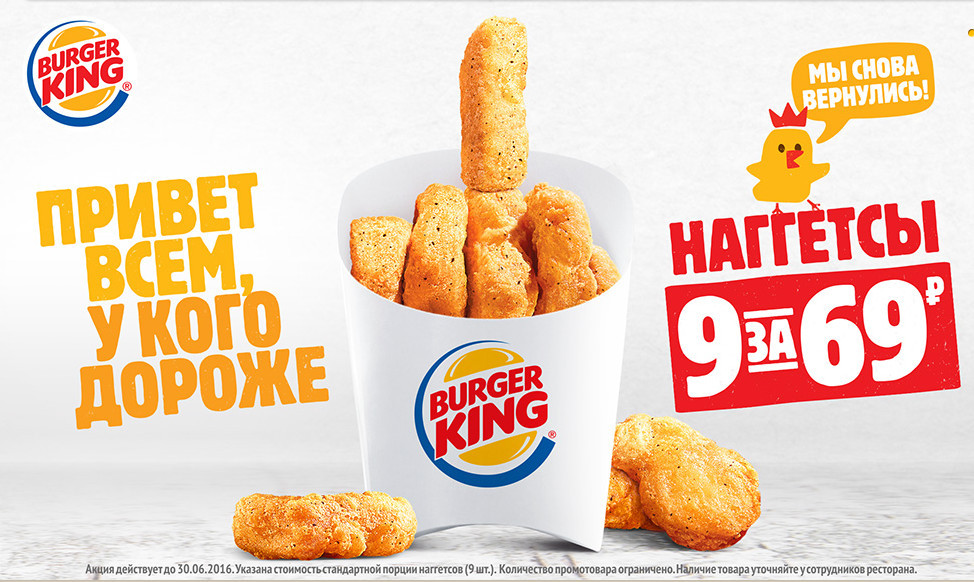 BURGER
KING®
ПРИВЕТ
ВСЕМ,
У КОГО
ДОРОЖЕ
МЫ СНОВА
ВЕРНУЛИСЬ!
НАГГЕТСЫ
9 ЗА 69 ₽
BURGER
KING®
Акция действует до 30.06.2016. Указана стоимость стандартной порции наггетсов (9 шт.). Количество промотовара ограничено. Наличие товара уточняйте у сотрудников ресторана.